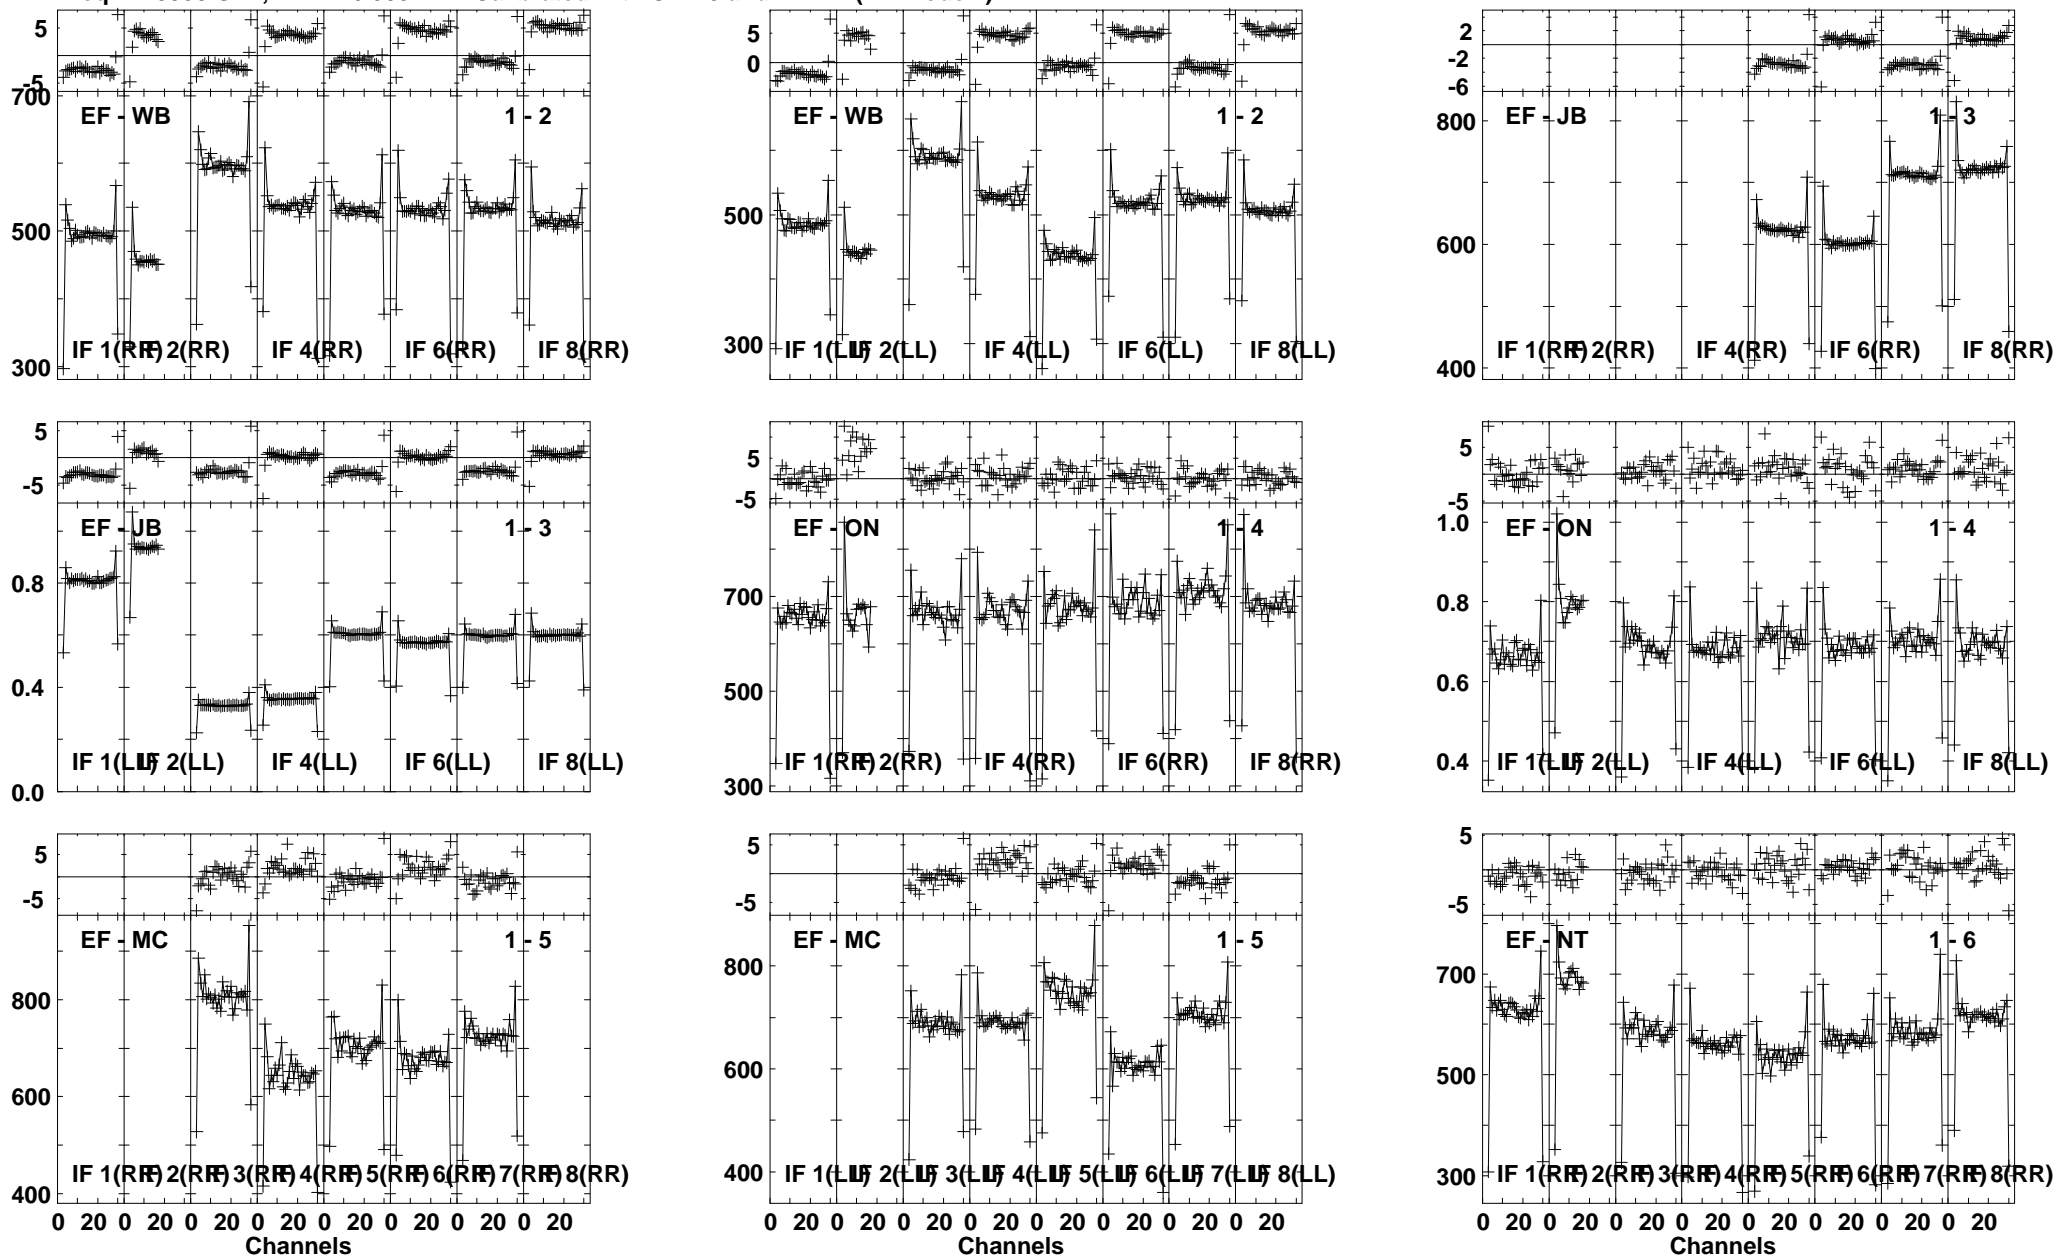 5
-5
700
500
300
EF - WB
1 - 2
IF 1(RR)
IF 2(RR)
IF 4(RR)
IF 6(RR)
IF 8(RR)
5
0
500
300
EF - WB
1 - 2
IF 1(LL)
IF 2(LL)
IF 4(LL)
IF 6(LL)
IF 8(LL)
2
-2
-6
800
600
400
EF - JB
1 - 3
IF 1(RR)
IF 2(RR)
IF 4(RR)
IF 6(RR)
IF 8(RR)
5
-5
0.8
0.4
0.0
EF - JB
1 - 3
IF 1(LL)
IF 2(LL)
IF 4(LL)
IF 6(LL)
IF 8(LL)
5
-5
700
500
300
EF - ON
1 - 4
IF 1(RR)
IF 2(RR)
IF 4(RR)
IF 6(RR)
IF 8(RR)
5
-5
1.0
0.8
0.6
0.4
EF - ON
1 - 4
IF 1(LL)
IF 2(LL)
IF 4(LL)
IF 6(LL)
IF 8(LL)
5
-5
800
600
400
EF - MC
1 - 5
IF 1(RR)
IF 2(RR)
IF 3(RR)
IF 4(RR)
IF 5(RR)
IF 6(RR)
IF 7(RR)
IF 8(RR)
0 20 0 20 0 20 0 20 0 20 0 20 0 20 0 20
Channels
5
-5
800
600
400
EF - MC
1 - 5
IF 1(LL)
IF 2(LL)
IF 3(LL)
IF 4(LL)
IF 5(LL)
IF 6(LL)
IF 7(LL)
IF 8(LL)
0 20 0 20 0 20 0 20 0 20 0 20 0 20 0 20
Channels
5
-5
700
500
300
EF - NT
1 - 6
IF 1(RR)
IF 2(RR)
IF 3(RR)
IF 4(RR)
IF 5(RR)
IF 6(RR)
IF 7(RR)
IF 8(RR)
0 20 0 20 0 20 0 20 0 20 0 20 0 20 0 20
Channels